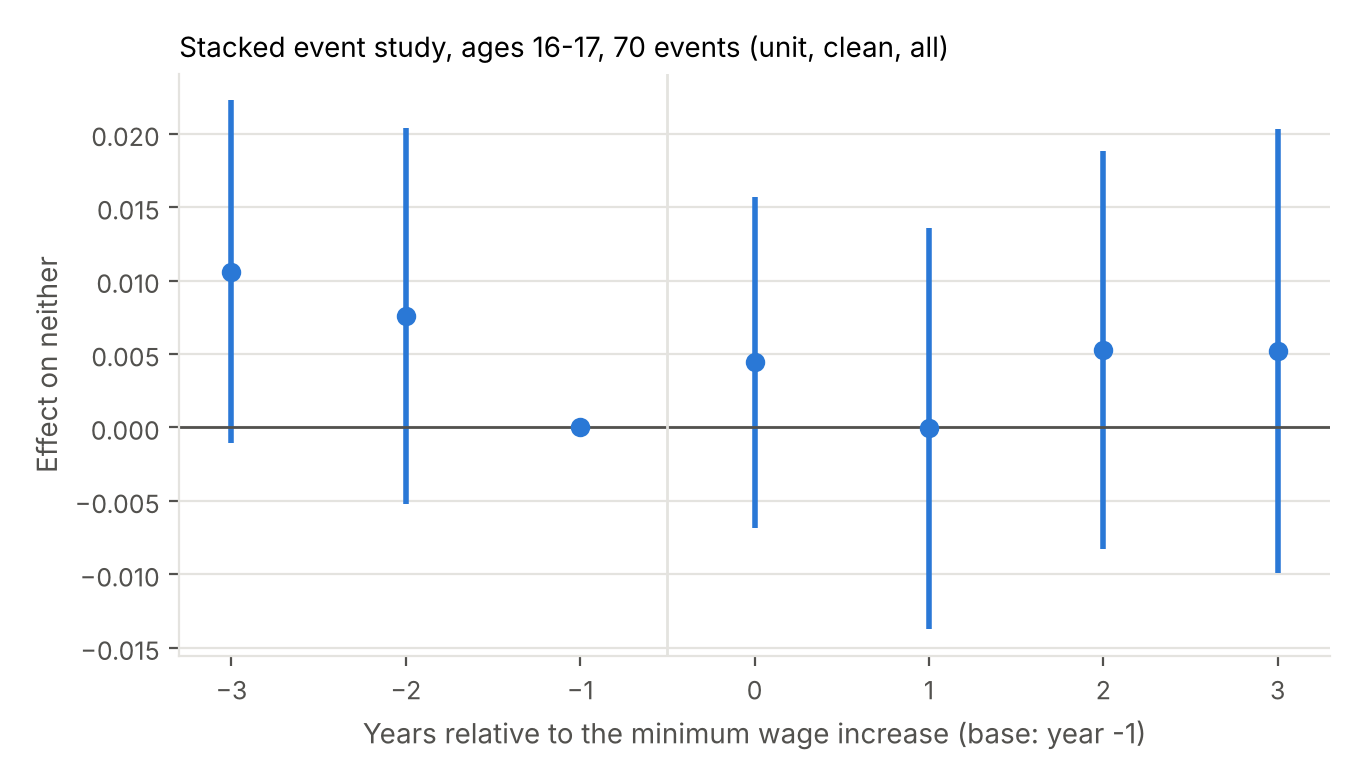 Stacked event study, ages 16-17, 70 events (unit, clean, all)
Effect on neither
0.020
0.015
0.010
0.005
0.000
−0.005
−0.010
−0.015
−3 −2 −1 0 1 2 3
Years relative to the minimum wage increase (base: year -1)